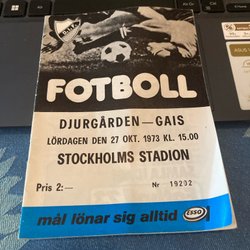 FOTBOLL
DJURGÅRDEN—GAIS
LÖRDAGEN DEN 27 OKT. 1973 KL. 15.00
STOCKHOLMS STADION
Pris 2:—
Nr 19202
mål lönar sig alltid
ESSO